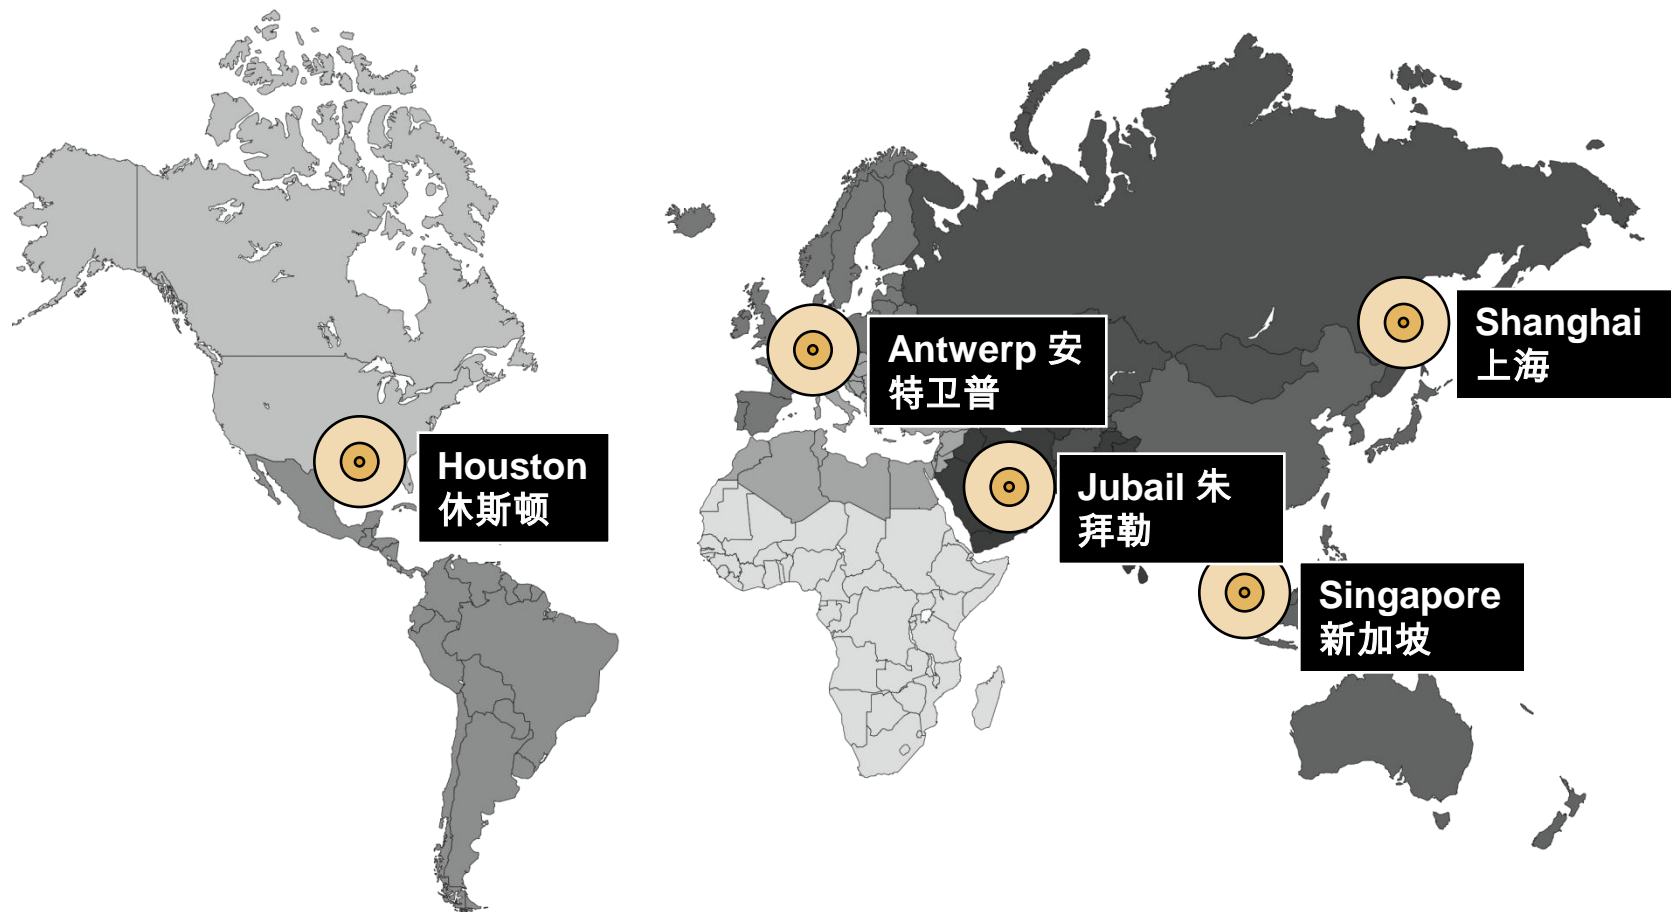 Shanghai
上海
Antwerp 安
特卫普
Houston
休斯顿
Jubail 朱
拜勒
Singapore
新加坡